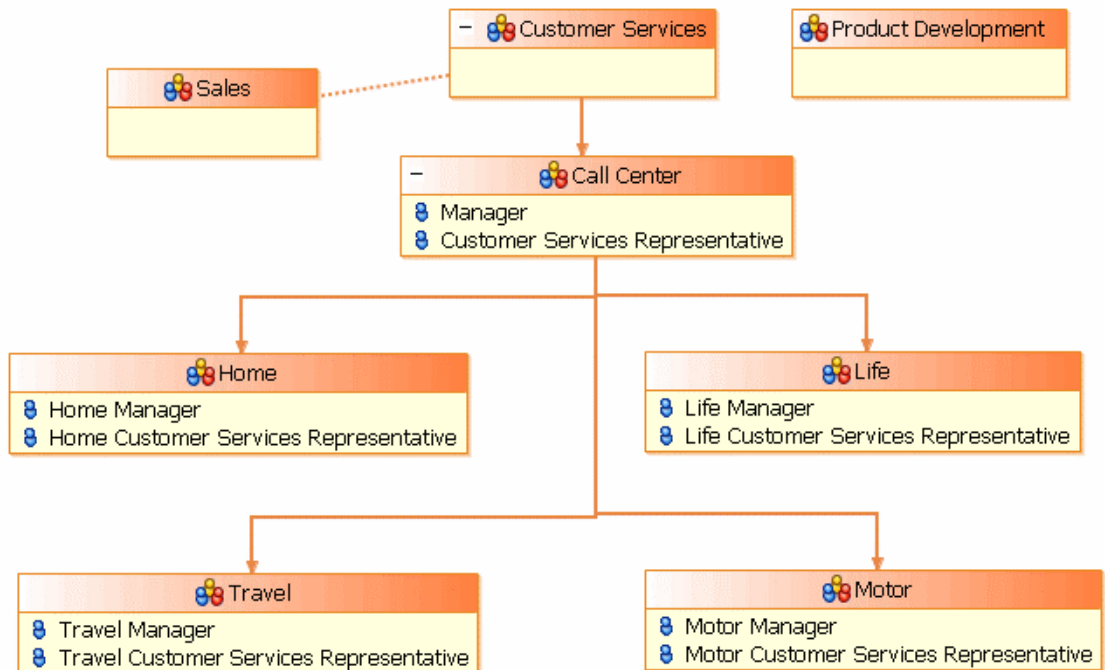 Customer Services
Product Development
Sales
Call Center
Manager
Customer Services Representative
Home
Home Manager
Home Customer Services Representative
Life
Life Manager
Life Customer Services Representative
Travel
Travel Manager
Travel Customer Services Representative
Motor
Motor Manager
Motor Customer Services Representative